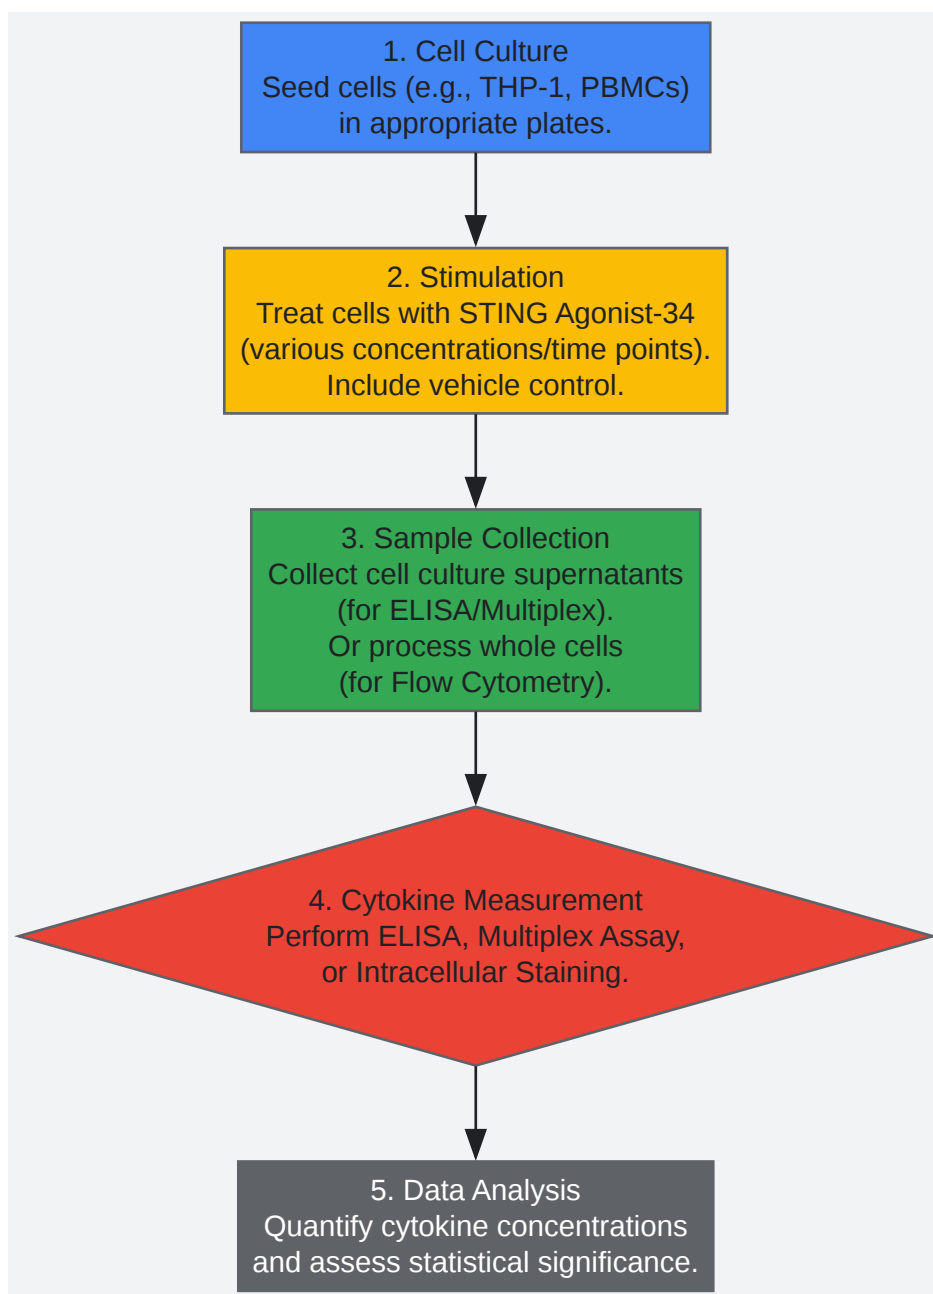 1. Cell Culture
Seed cells (e.g., THP-1, PBMCs)
in appropriate plates.
2. Stimulation
Treat cells with STING Agonist-34
(various concentrations/time points).
Include vehicle control.
3. Sample Collection
Collect cell culture supernatants
(for ELISA/Multiplex).
Or process whole cells
(for Flow Cytometry).
4. Cytokine Measurement
Perform ELISA, Multiplex Assay,
or Intracellular Staining.
5. Data Analysis
Quantify cytokine concentrations
and assess statistical significance.